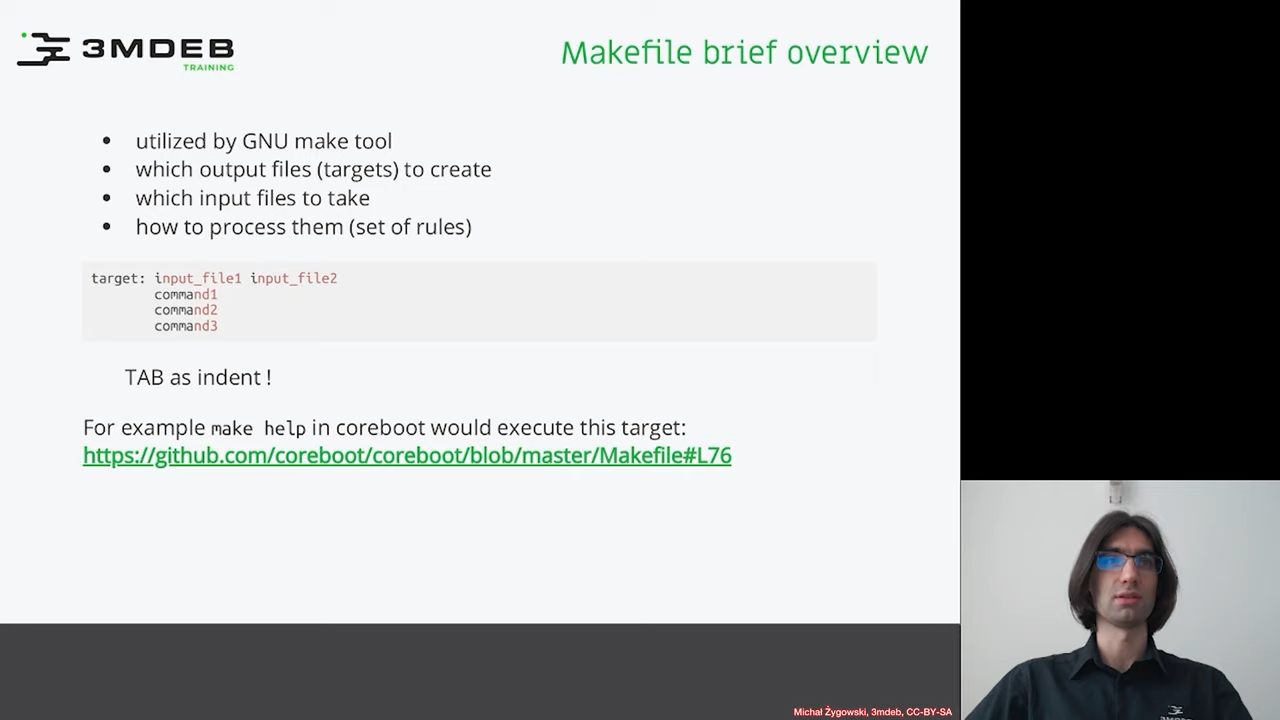 3MDEB
TRAINING
Makefile brief overview
• utilized by GNU make tool
• which output files (targets) to create
• which input files to take
• how to process them (set of rules)
target: input_file1 input_file2
command1
command2
command3
TAB as indent !
For example make help in coreboot would execute this target:
https://github.com/coreboot/coreboot/blob/master/Makefile#L76
Michał Żygowski, 3mdeb, CC-BY-SA